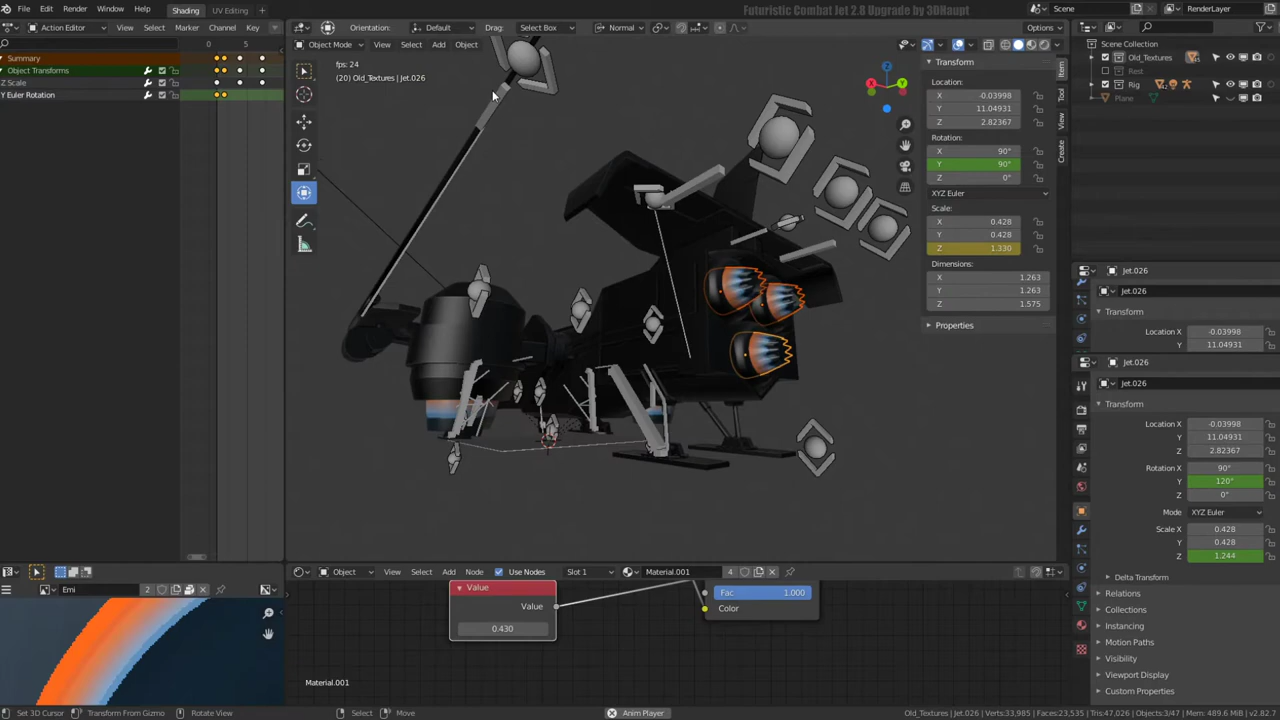 File Edit Render Window Help Shading UV Editing Futuristic Combat Jet 2.8 Upgrade by 3DHaupt Scene RenderLayer
Action Editor View Select Marker 0 5
Orientation: Default Drag: Select Box Normal Options
Object Mode View Select Add Object
Summary
Object Transforms
Z Scale
Y Euler Rotation
fps: 24
(20) Old_Textures | Jet.026
Transform
Location:
X -0.03998
Y 11.04931
Z 2.82367
Rotation:
X 90°
Y 90°
Z 0°
XYZ Euler
Scale:
X 0.428
Y 0.428
Z 1.330
Dimensions:
X 1.263
Y 1.263
Z 1.575
Properties
Item
Tool
View
Create
X
Y
Z
Scene Collection
Old_Textures
Rest
Rig
Plane
Jet.026
Jet.026
Transform
Location X -0.03998
Y 11.04931
Jet.026
Jet.026
Transform
Location X -0.03998
Y 11.04931
Z 2.82367
Rotation X 90°
Y 120°
Z 0°
Mode XYZ Euler
Scale X 0.428
Y 0.428
Z 1.244
Delta Transform
Relations
Collections
Instancing
Motion Paths
Visibility
Viewport Display
Custom Properties
Object View Select Add Node Use Nodes Slot 1 Material.001 4
Emi 2
Value
Value
0.430
Fac 1.000
Color
Material.001
Set 3D Cursor Transform From Gizmo Rotate View Select Move Anim Player Old_Textures | Jet.026 | Verts:33,985 | Faces:23,535 | Tris:47,026 | Objects:3/47 | Mem: 489.6 MiB | v2.82.7